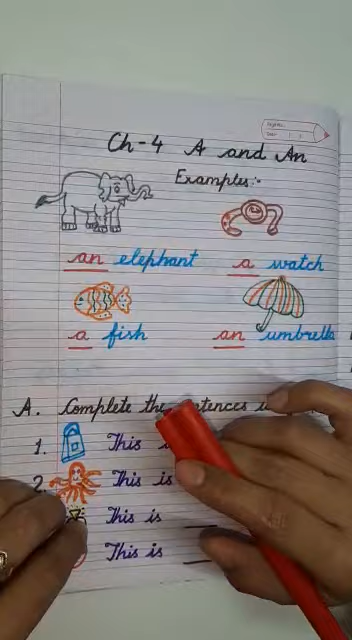 Ch-4 A and An
Examples:-
an elephant a watch
a fish an umbrella
A. Complete the
1. This
2. This is
This is
This is